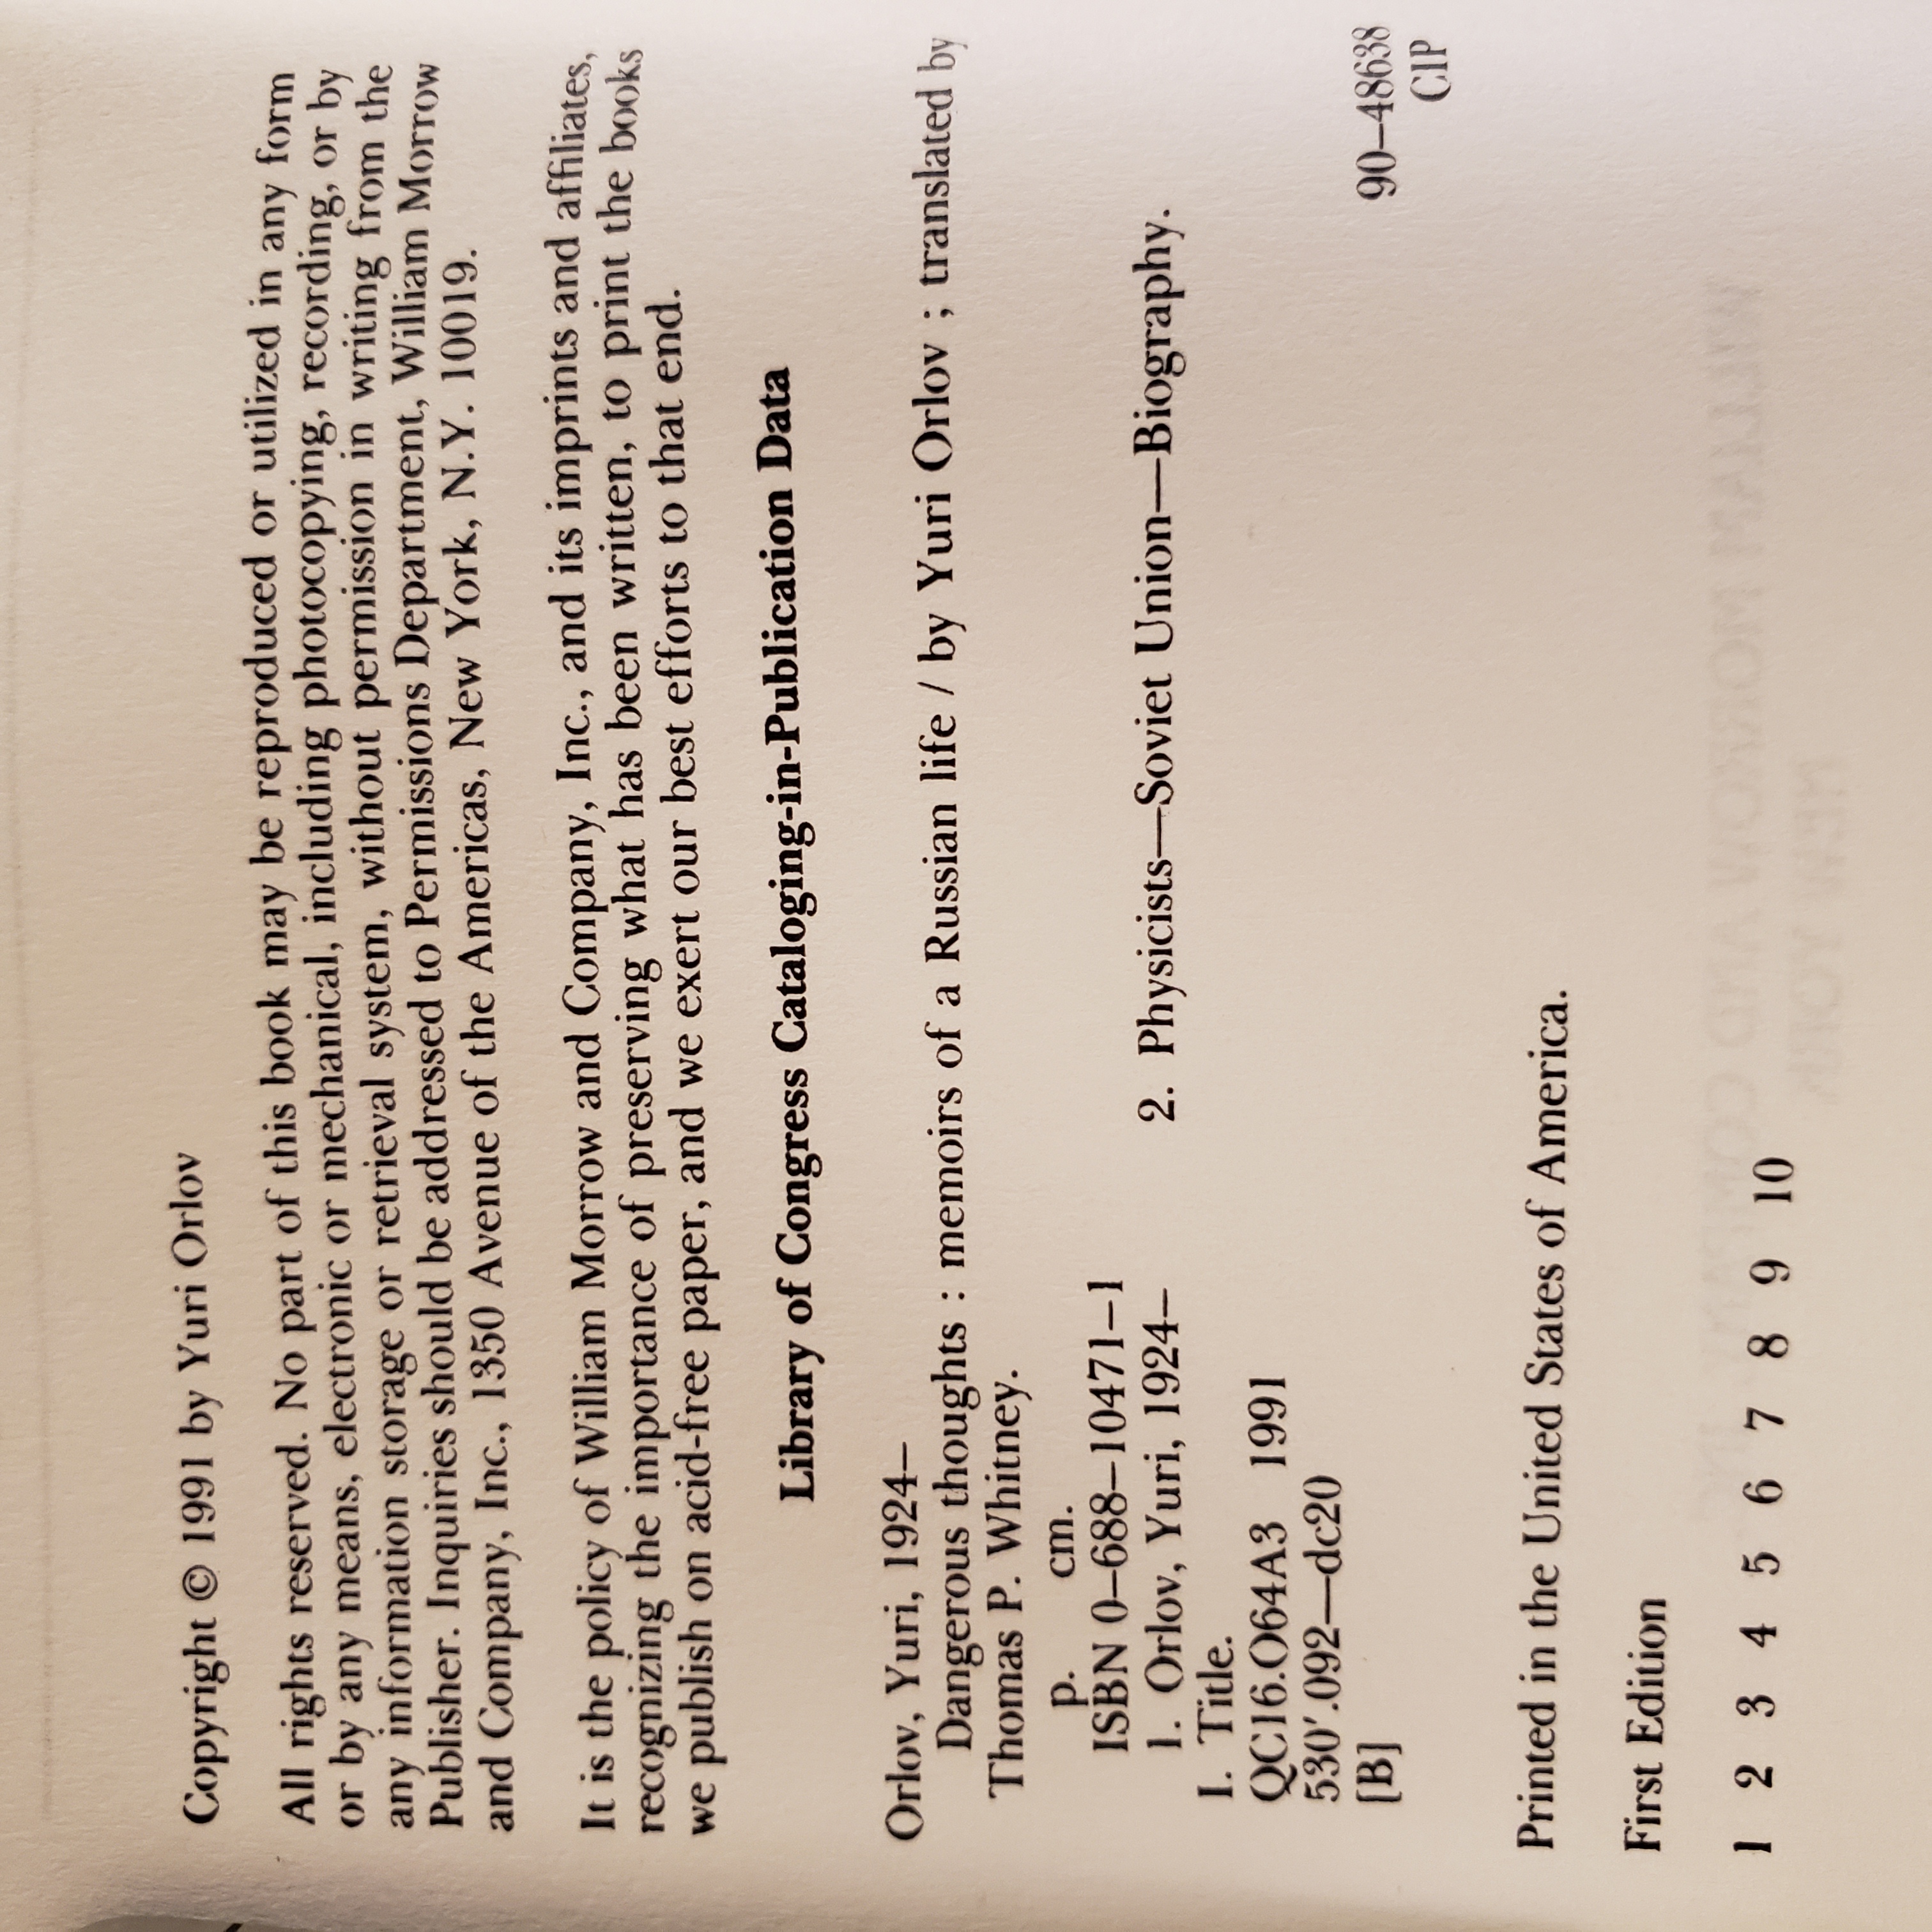 Copyright © 1991 by Yuri Orlov
All rights reserved. No part of this book may be reproduced or utilized in any form
or by any means, electronic or mechanical, including photocopying, recording, or by
any information storage or retrieval system, without permission in writing from the
Publisher. Inquiries should be addressed to Permissions Department, William Morrow
and Company, Inc., 1350 Avenue of the Americas, New York, N.Y. 10019.
It is the policy of William Morrow and Company, Inc., and its imprints and affiliates,
recognizing the importance of preserving what has been written, to print the books
we publish on acid-free paper, and we exert our best efforts to that end.
Library of Congress Cataloging-in-Publication Data
Orlov, Yuri, 1924–
Dangerous thoughts : memoirs of a Russian life / by Yuri Orlov ; translated by
Thomas P. Whitney.
p. cm.
ISBN 0–688–10471–1
1. Orlov, Yuri, 1924– 2. Physicists—Soviet Union—Biography.
I. Title.
QC16.O64A3 1991
530'.092—dc20
[B] 90–48638
CIP
Printed in the United States of America.
First Edition
1 2 3 4 5 6 7 8 9 10